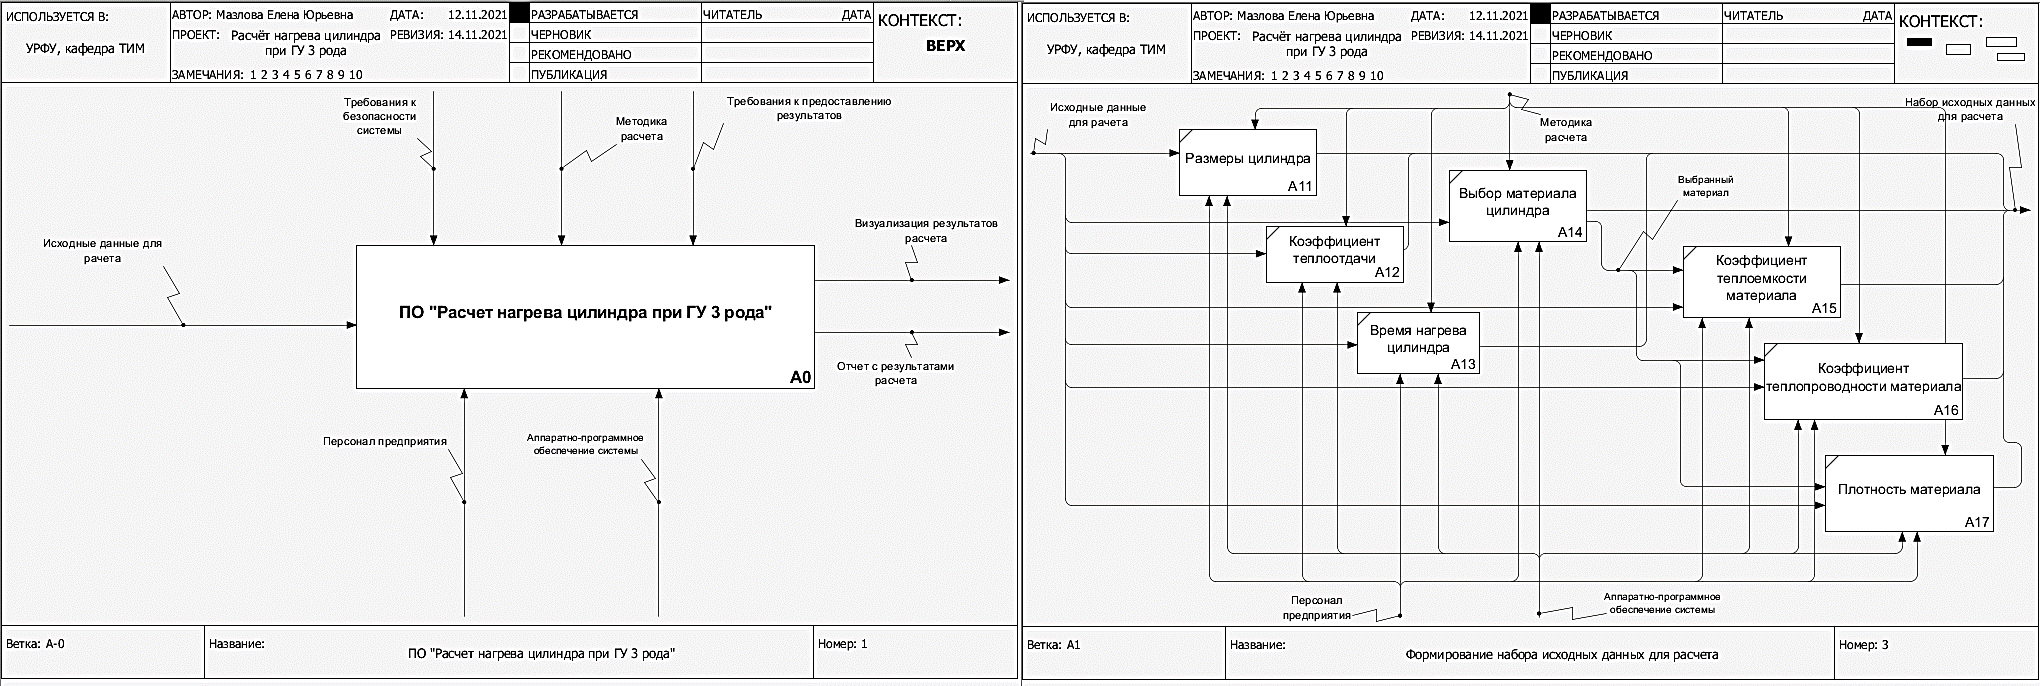 ИСПОЛЬЗУЕТСЯ В:
УРФУ, кафедра ТИМ
АВТОР: Мазлова Елена Юрьевна
ДАТА: 12.11.2021
ПРОЕКТ: Расчёт нагрева цилиндра
при ГУ 3 рода
РЕВИЗИЯ: 14.11.2021
ЗАМЕЧАНИЯ: 1 2 3 4 5 6 7 8 9 10
РАЗРАБАТЫВАЕТСЯ
ЧЕРНОВИК
РЕКОМЕНДОВАНО
ПУБЛИКАЦИЯ
ЧИТАТЕЛЬ
ДАТА
КОНТЕКСТ:
ВЕРХ
Требования к
безопасности
системы
Методика
расчета
Требования к предоставлению
результатов
Исходные данные для
рачета
Визуализация результатов
расчета
ПО "Расчет нагрева цилиндра при ГУ 3 рода"
A0
Отчет с результатами
расчета
Персонал предприятия
Аппаратно-программное
обеспечение системы
Ветка: A-0
Название:
ПО "Расчет нагрева цилиндра при ГУ 3 рода"
Номер: 1
ИСПОЛЬЗУЕТСЯ В:
УРФУ, кафедра ТИМ
АВТОР: Мазлова Елена Юрьевна
ДАТА: 12.11.2021
ПРОЕКТ: Расчёт нагрева цилиндра
при ГУ 3 рода
РЕВИЗИЯ: 14.11.2021
ЗАМЕЧАНИЯ: 1 2 3 4 5 6 7 8 9 10
РАЗРАБАТЫВАЕТСЯ
ЧЕРНОВИК
РЕКОМЕНДОВАНО
ПУБЛИКАЦИЯ
ЧИТАТЕЛЬ
ДАТА
КОНТЕКСТ:
Исходные данные
для рачета
Методика
расчета
Набор исходных данных
для расчета
Размеры цилиндра
A11
Коэффициент
теплоотдачи
A12
Время нагрева
цилиндра
A13
Выбор материала
цилиндра
A14
Выбранный
материал
Коэффициент
теплоемкости
материала
A15
Коэффициент
теплопроводности материала
A16
Плотность материала
A17
Персонал
предприятия
Аппаратно-программное
обеспечение системы
Ветка: A1
Название:
Формирование набора исходных данных для расчета
Номер: 3